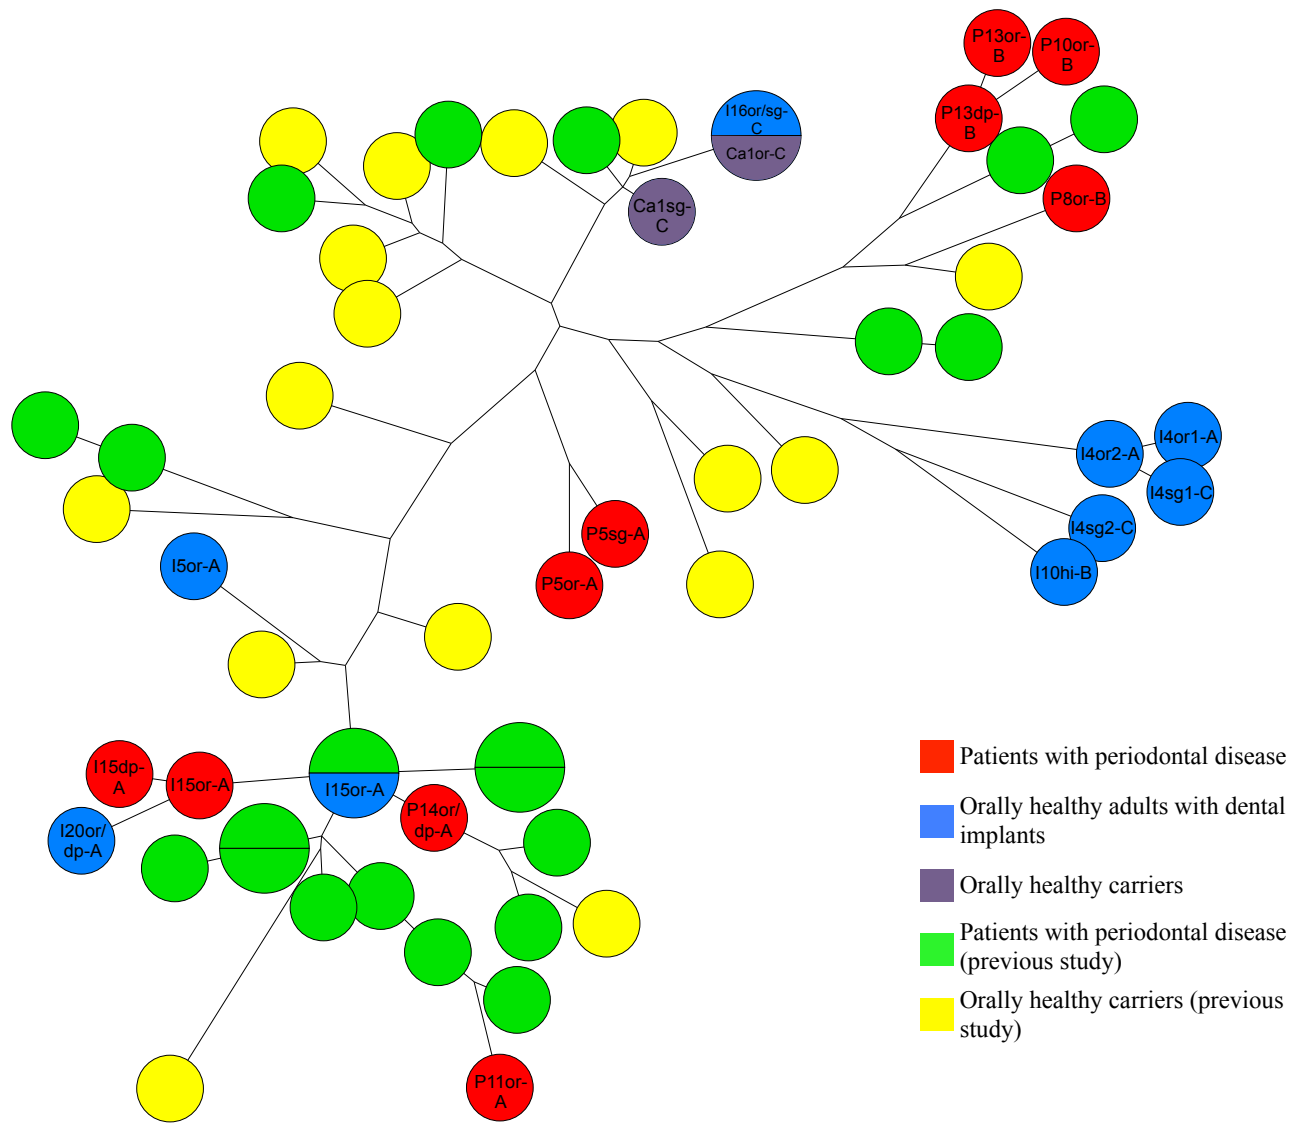 P13or-
B
P10or-
B
P13dp-
B
I16or/sg-
C
Ca1or-C
Ca1sg-
C
P8or-B
I4or2-A
I4or1-A
I4sg1-C
I4sg2-C
I10hi-B
P5sg-A
P5or-A
I5or-A
I15dp-
A
I15or-A
I15or-A
P14or/
dp-A
I20or/
dp-A
P11or-
A
Patients with periodontal disease
Orally healthy adults with dental
implants
Orally healthy carriers
Patients with periodontal disease
(previous study)
Orally healthy carriers (previous
study)